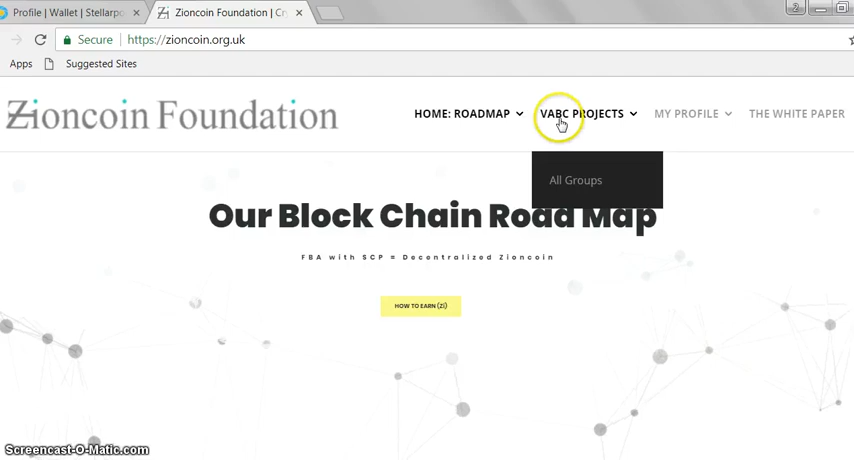 Profile | Wallet | Stellarpo
Zioncoin Foundation | Cr
2
Secure https://zioncoin.org.uk
Apps Suggested Sites
Zioncoin Foundation
HOME: ROADMAP VABC PROJECTS MY PROFILE THE WHITE PAPER
All Groups
Our Block Chain Road Map
FBA with SCP = Decentralized Zioncoin
HOW TO EARN (ZI)
Screencast-O-Matic.com